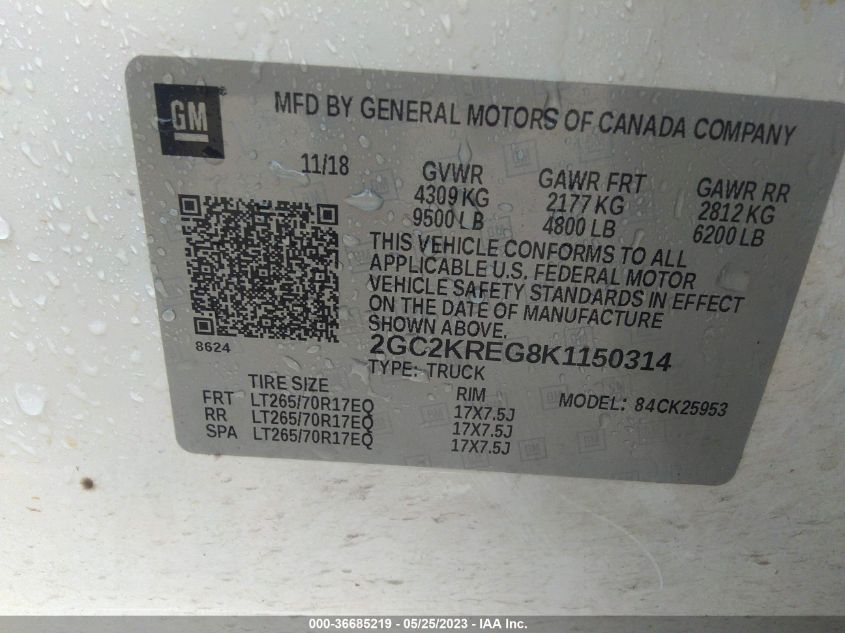 GM
MFD BY GENERAL MOTORS OF CANADA COMPANY
11/18
GVWR
4309 KG
9500 LB
GAWR FRT
2177 KG
4800 LB
GAWR RR
2812 KG
6200 LB
THIS VEHICLE CONFORMS TO ALL
APPLICABLE U.S. FEDERAL MOTOR
VEHICLE SAFETY STANDARDS IN EFFECT
ON THE DATE OF MANUFACTURE
SHOWN ABOVE.
8624
2GC2KREG8K1150314
TYPE: TRUCK
TIRE SIZE RIM MODEL: 84CK25953
FRT LT265/70R17EQ 17X7.5J
RR LT265/70R17EQ 17X7.5J
SPA LT265/70R17EQ 17X7.5J
000-36685219 - 05/25/2023 - IAA Inc.